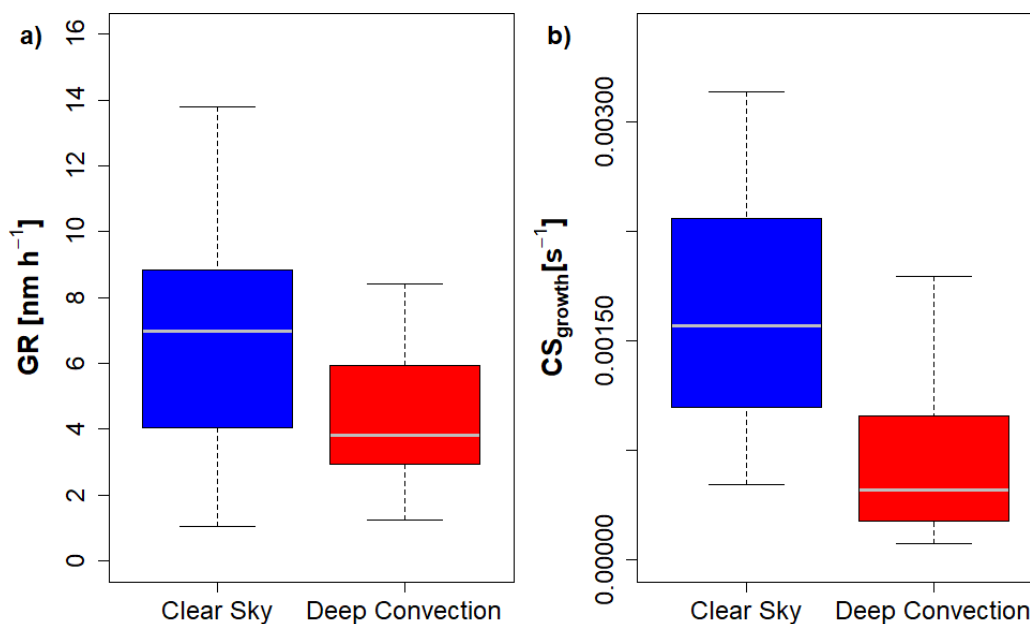 a)
GR [nm h⁻¹]
16
14
12
10
8
6
4
2
0
Clear Sky Deep Convection
b)
CSgrowth[s⁻¹]
0.00300
0.00150
0.00000
Clear Sky Deep Convection